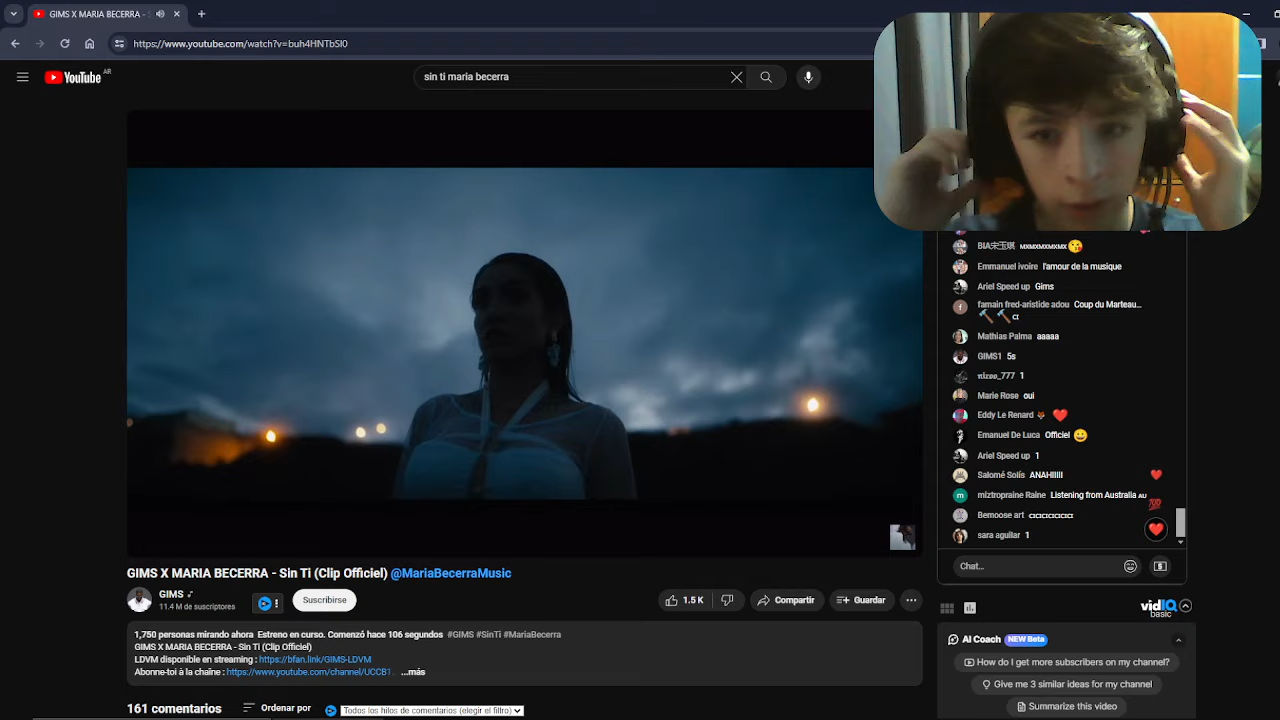 GIMS X MARIA BECERRA - S
https://www.youtube.com/watch?v=buh4HNTbSl0
YouTube AR
sin ti maria becerra
BIA宋玉琪 мхмхмхмхмх😘
Emmanuel ivoire l'amour de la musique
Ariel Speed up Gims
famain fred-aristide adou Coup du Marteau...
🔨 🔨 cɪ
Mathias Palma aaaaa
GIMS1 5s
Marie Rose oui
Eddy Le Renard 🦊 ❤️
Emanuel De Luca Officiel 😀
Ariel Speed up 1
Salomé Solís ANAHIIIII
miztropraine Raine Listening from Australia AU
Bemoose art
sara aguilar 1
💯
Chat...
GIMS X MARIA BECERRA - Sin Ti (Clip Officiel) @MariaBecerraMusic
GIMS
11.4 M de suscriptores
Suscribirse
1.5 K
Compartir
Guardar
1,750 personas mirando ahora Estreno en curso. Comenzó hace 106 segundos #GIMS #SinTi #MariaBecerra
GIMS X MARIA BECERRA - Sin Ti (Clip Officiel)
LDVM disponible en streaming : https://bfan.link/GIMS-LDVM
Abonne-toi à la chaîne : https://www.youtube.com/channel/UCCB1... ...más
161 comentarios
Ordenar por
Todos los hilos de comentarios (elegir el filtro)
vidIQ
basic
AI Coach NEW Beta
How do I get more subscribers on my channel?
Give me 3 similar ideas for my channel
Summarize this video